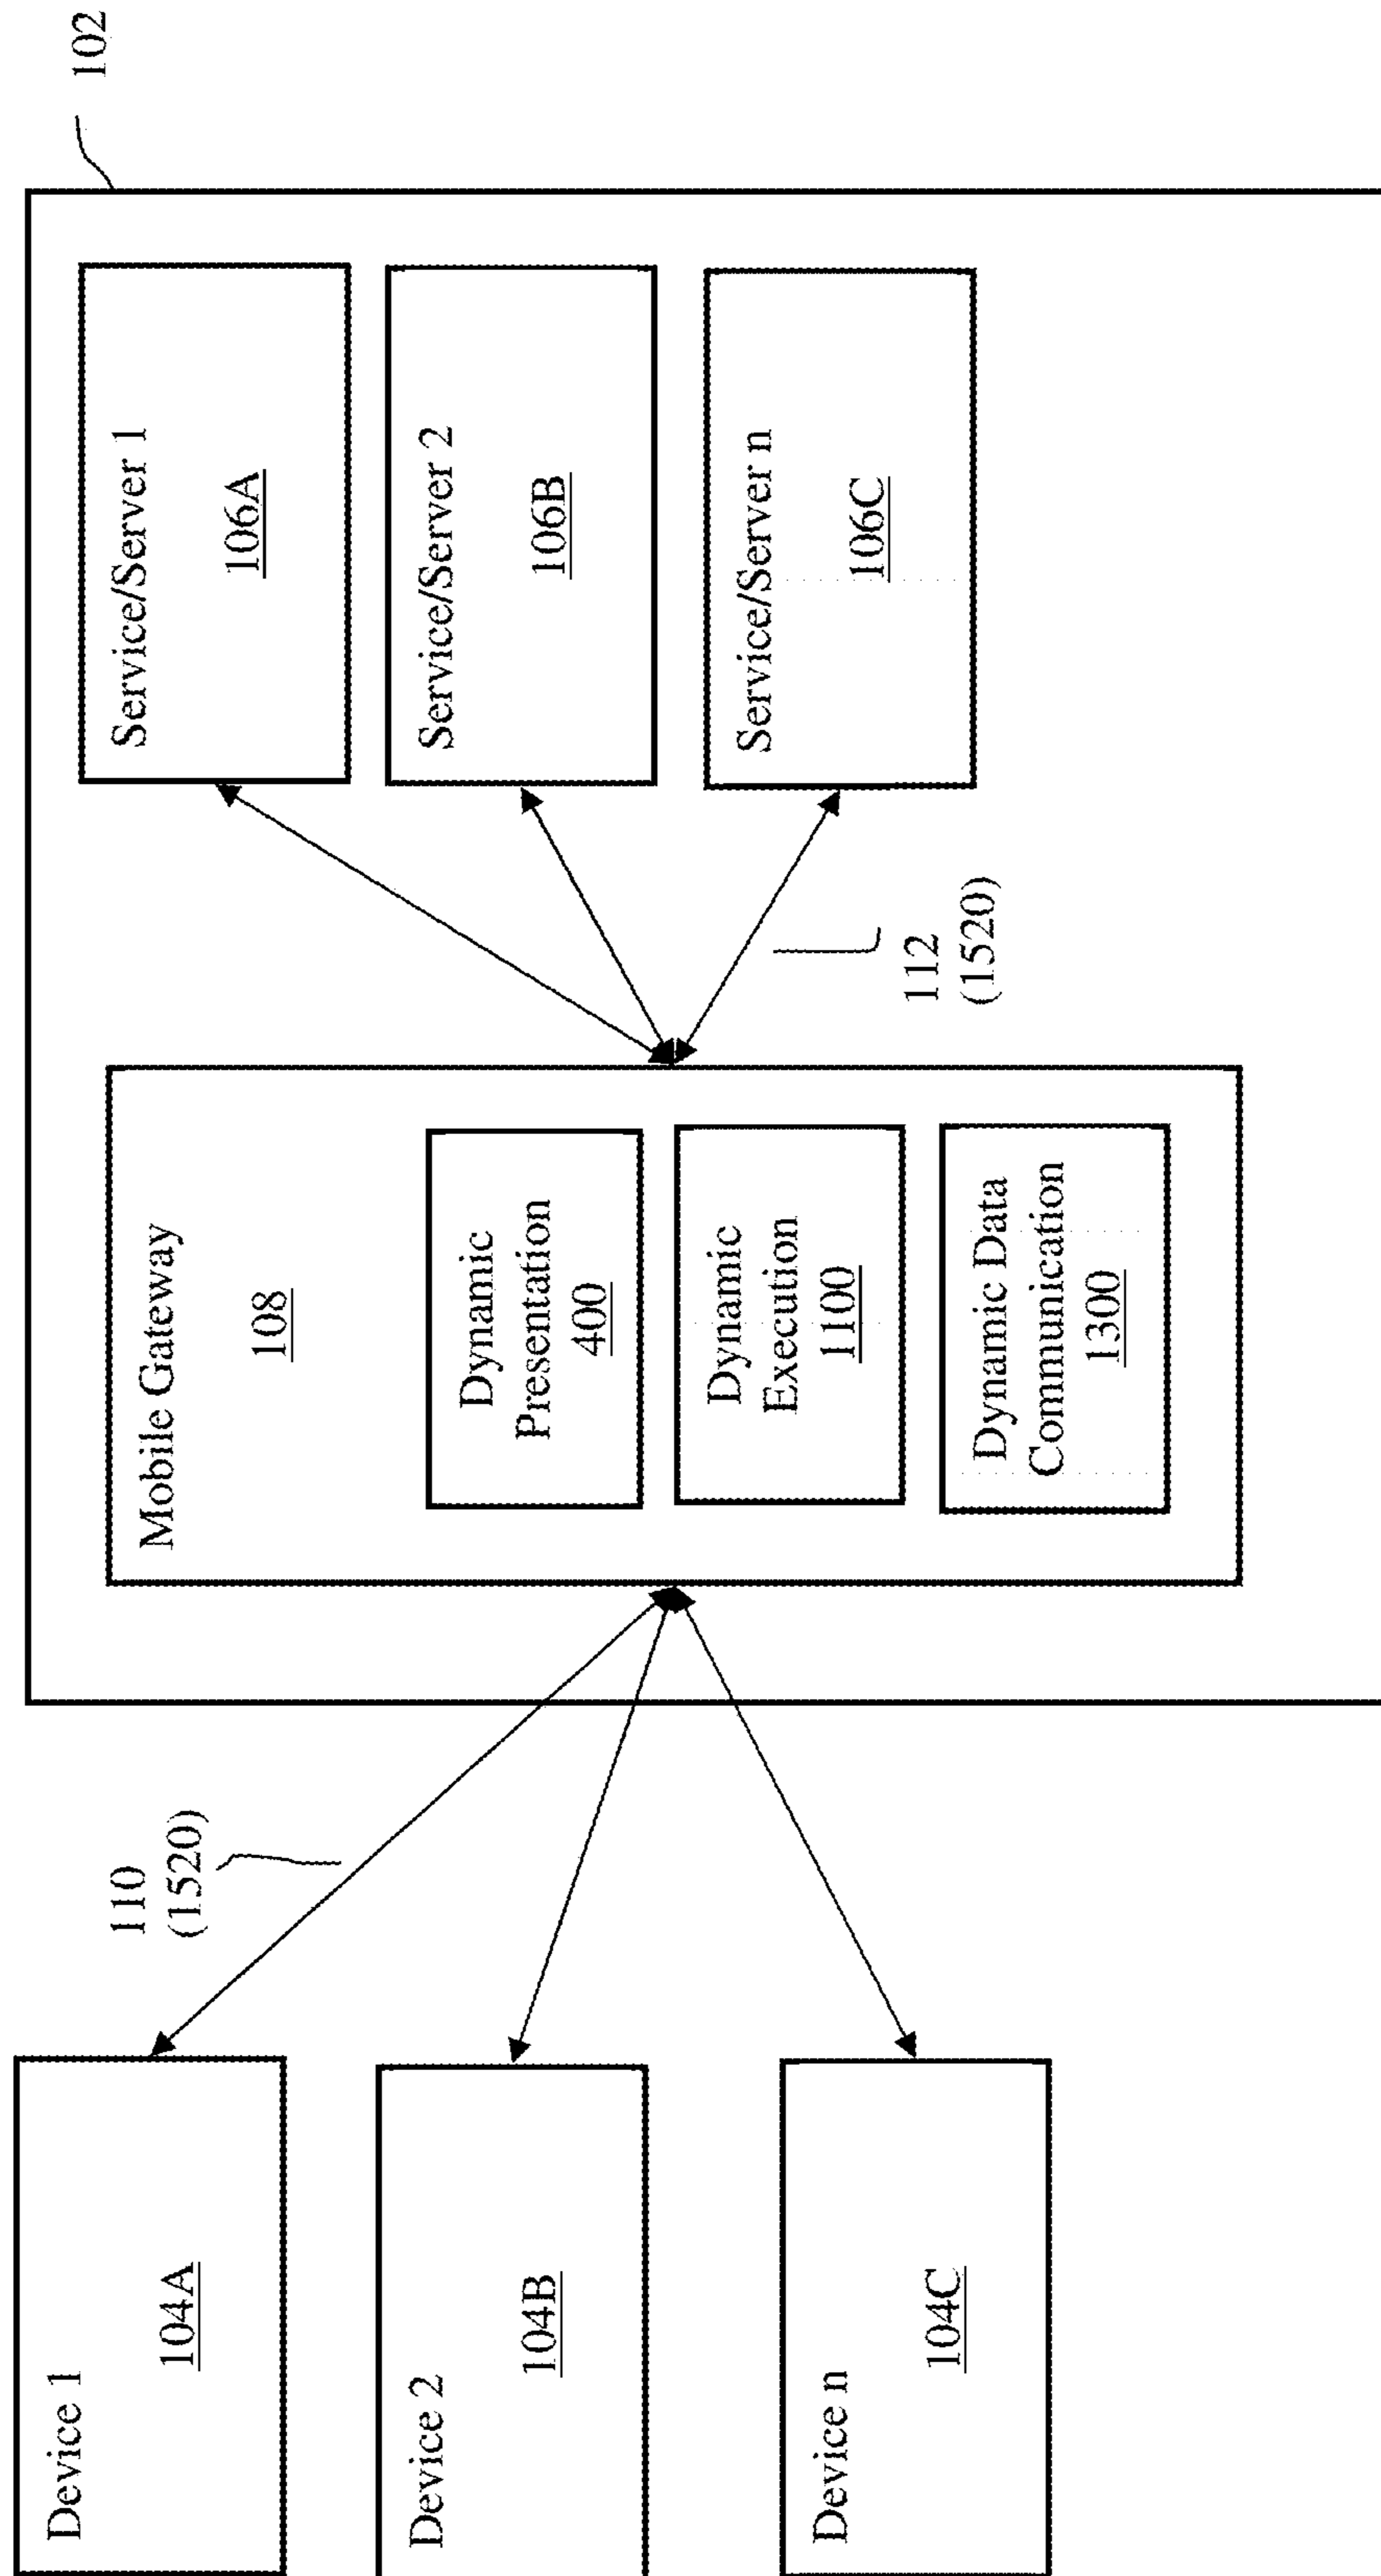 102
Device 1
104A
Device 2
104B
Device n
104C
110
(1520)
Mobile Gateway
108
Dynamic
Presentation
400
Dynamic
Execution
1100
Dynamic Data
Communication
1300
112
(1520)
Service/Server 1
106A
Service/Server 2
106B
Service/Server n
106C